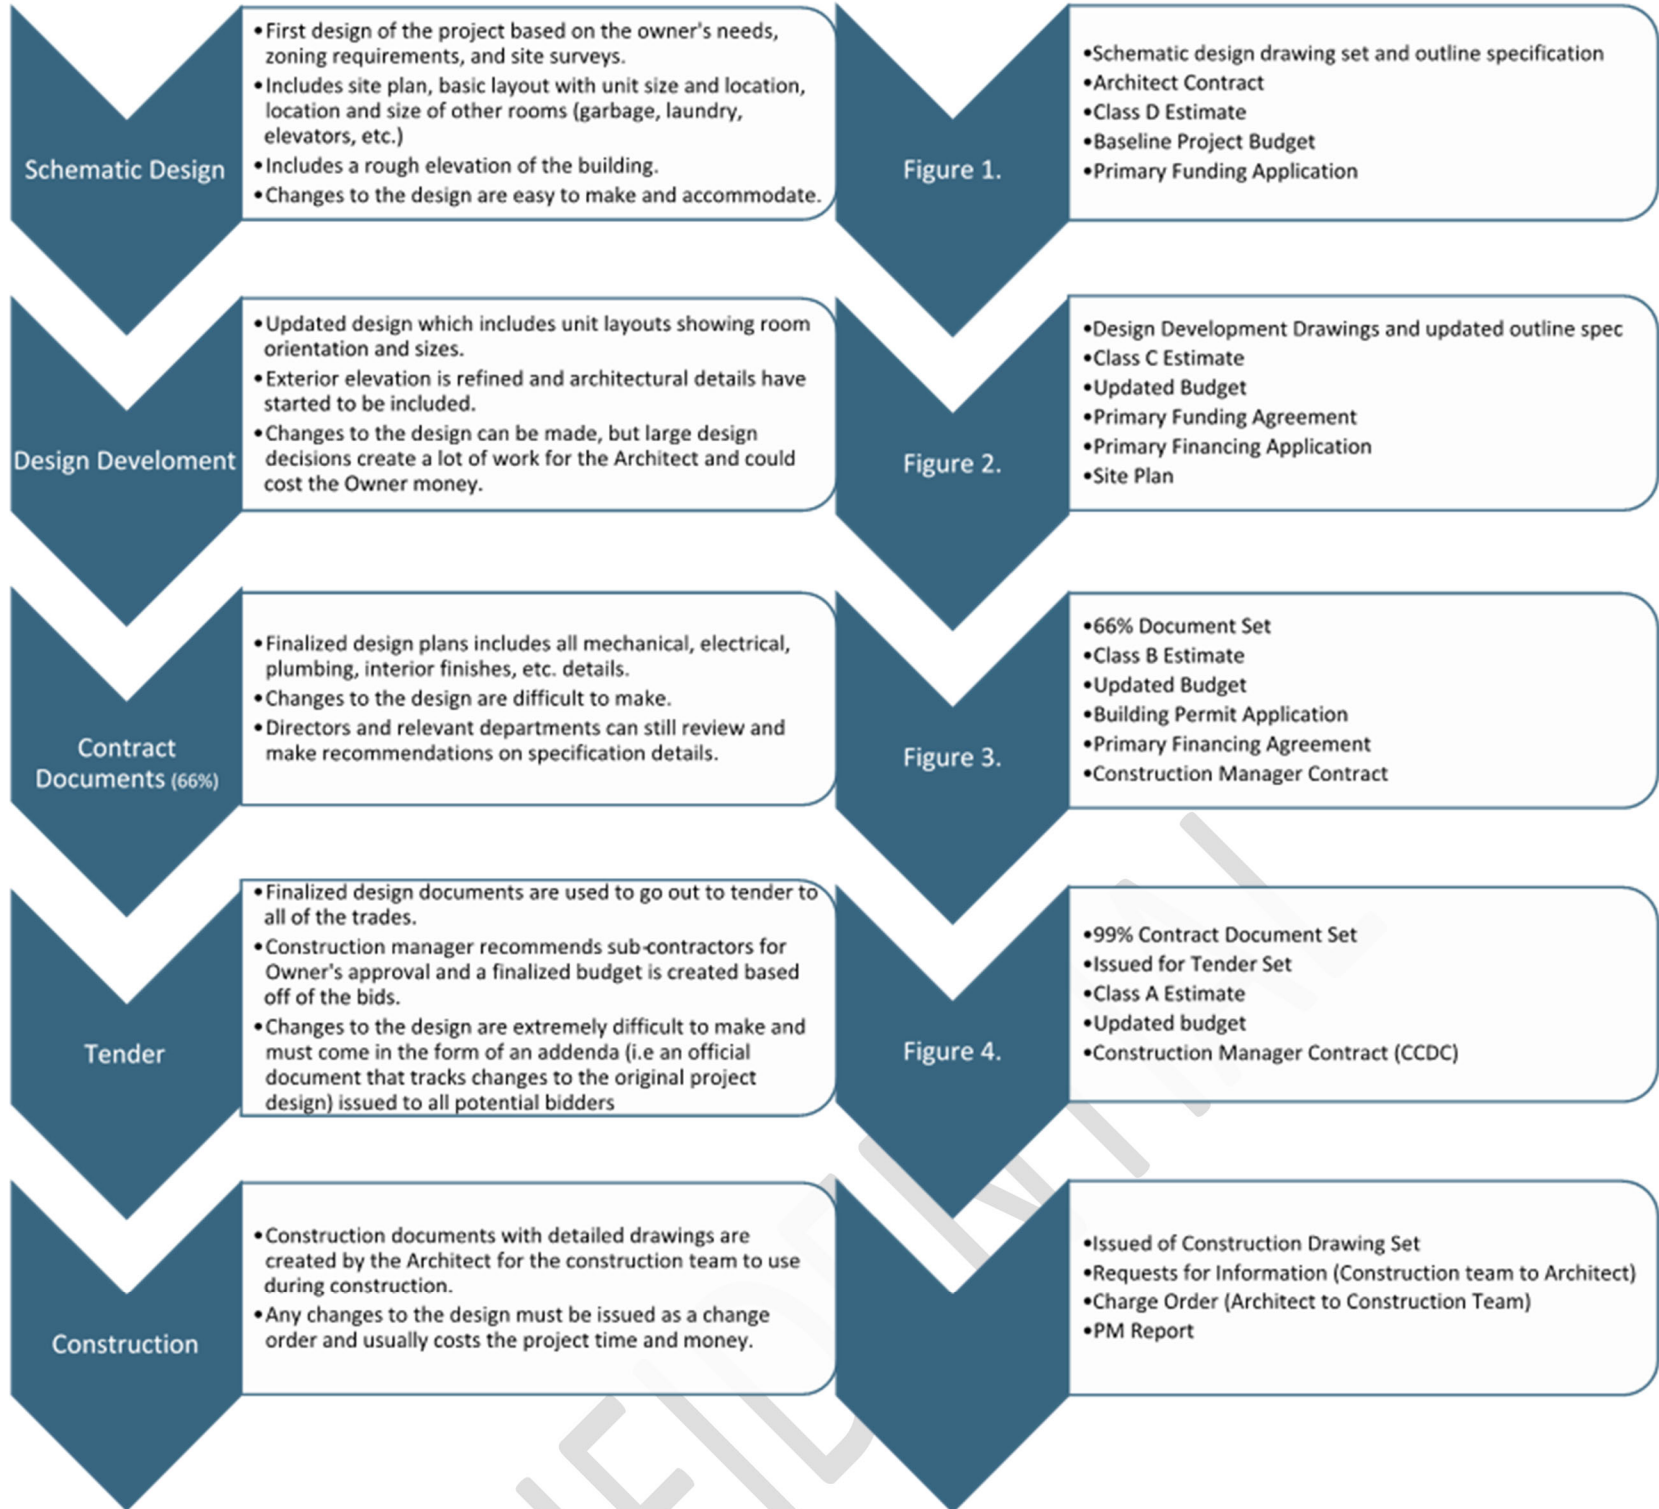 Schematic Design
•First design of the project based on the owner's needs,
zoning requirements, and site surveys.
•Includes site plan, basic layout with unit size and location,
location and size of other rooms (garbage, laundry,
elevators, etc.)
•Includes a rough elevation of the building.
•Changes to the design are easy to make and accommodate.
Figure 1.
•Schematic design drawing set and outline specification
•Architect Contract
•Class D Estimate
•Baseline Project Budget
•Primary Funding Application
Design Develoment
•Updated design which includes unit layouts showing room
orientation and sizes.
•Exterior elevation is refined and architectural details have
started to be included.
•Changes to the design can be made, but large design
decisions create a lot of work for the Architect and could
cost the Owner money.
Figure 2.
•Design Development Drawings and updated outline spec
•Class C Estimate
•Updated Budget
•Primary Funding Agreement
•Primary Financing Application
•Site Plan
Contract
Documents (66%)
•Finalized design plans includes all mechanical, electrical,
plumbing, interior finishes, etc. details.
•Changes to the design are difficult to make.
•Directors and relevant departments can still review and
make recommendations on specification details.
Figure 3.
•66% Document Set
•Class B Estimate
•Updated Budget
•Building Permit Application
•Primary Financing Agreement
•Construction Manager Contract
Tender
•Finalized design documents are used to go out to tender to
all of the trades.
•Construction manager recommends sub-contractors for
Owner's approval and a finalized budget is created based
off of the bids.
•Changes to the design are extremely difficult to make and
must come in the form of an addenda (i.e an official
document that tracks changes to the original project
design) issued to all potential bidders
Figure 4.
•99% Contract Document Set
•Issued for Tender Set
•Class A Estimate
•Updated budget
•Construction Manager Contract (CCDC)
Construction
•Construction documents with detailed drawings are
created by the Architect for the construction team to use
during construction.
•Any changes to the design must be issued as a change
order and usually costs the project time and money.
•Issued of Construction Drawing Set
•Requests for Information (Construction team to Architect)
•Charge Order (Architect to Construction Team)
•PM Report